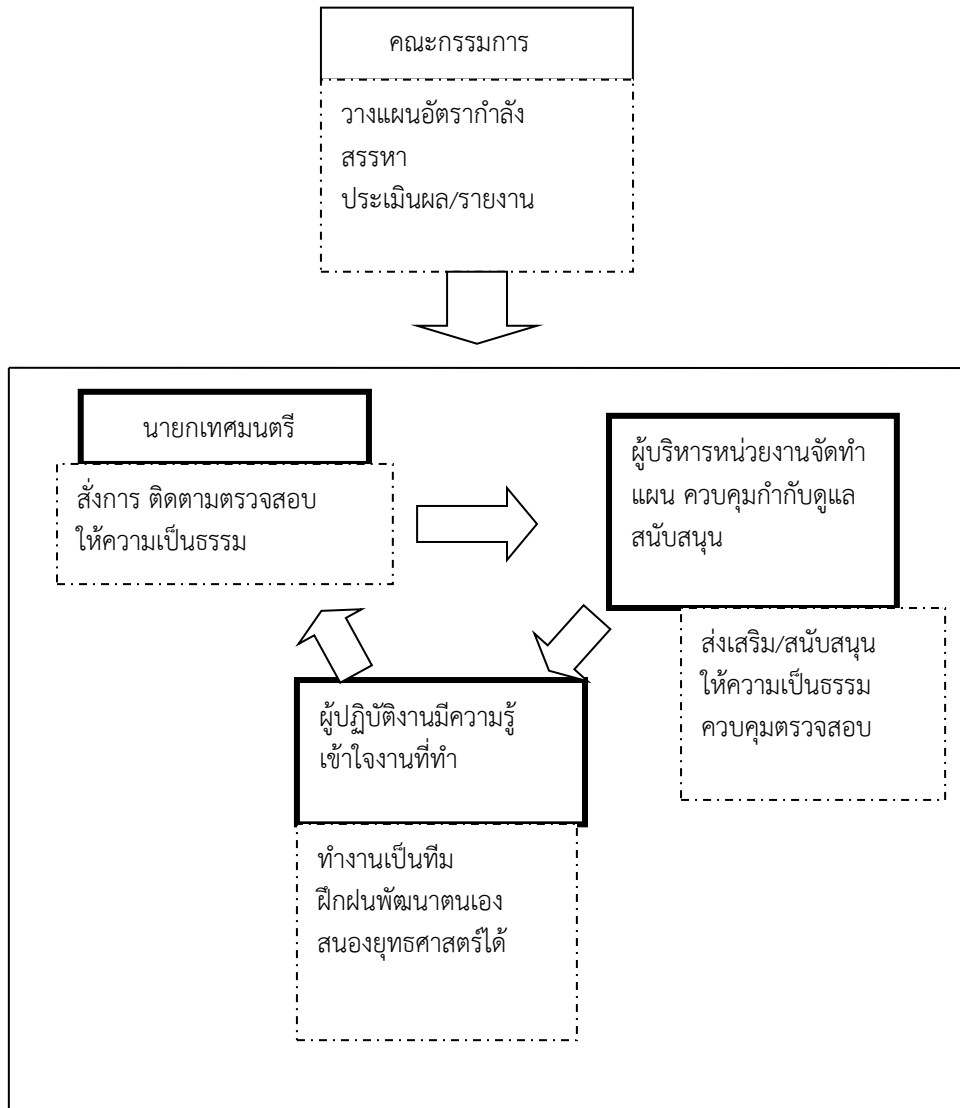 คณะกรรมการ
วางแผนอัตรากำลัง
สรรหา
ประเมินผล/รายงาน
นายกเทศมนตรี
สั่งการ ติดตามตรวจสอบ
ให้ความเป็นธรรม
ผู้บริหารหน่วยงานจัดทำ
แผน ควบคุมกำกับดูแล
สนับสนุน
ส่งเสริม/สนับสนุน
ให้ความเป็นธรรม
ควบคุมตรวจสอบ
ผู้ปฏิบัติงานมีความรู้
เข้าใจงานที่ทำ
ทำงานเป็นทีม
ฝึกฝนพัฒนาตนเอง
สนองยุทธศาสตร์ได้